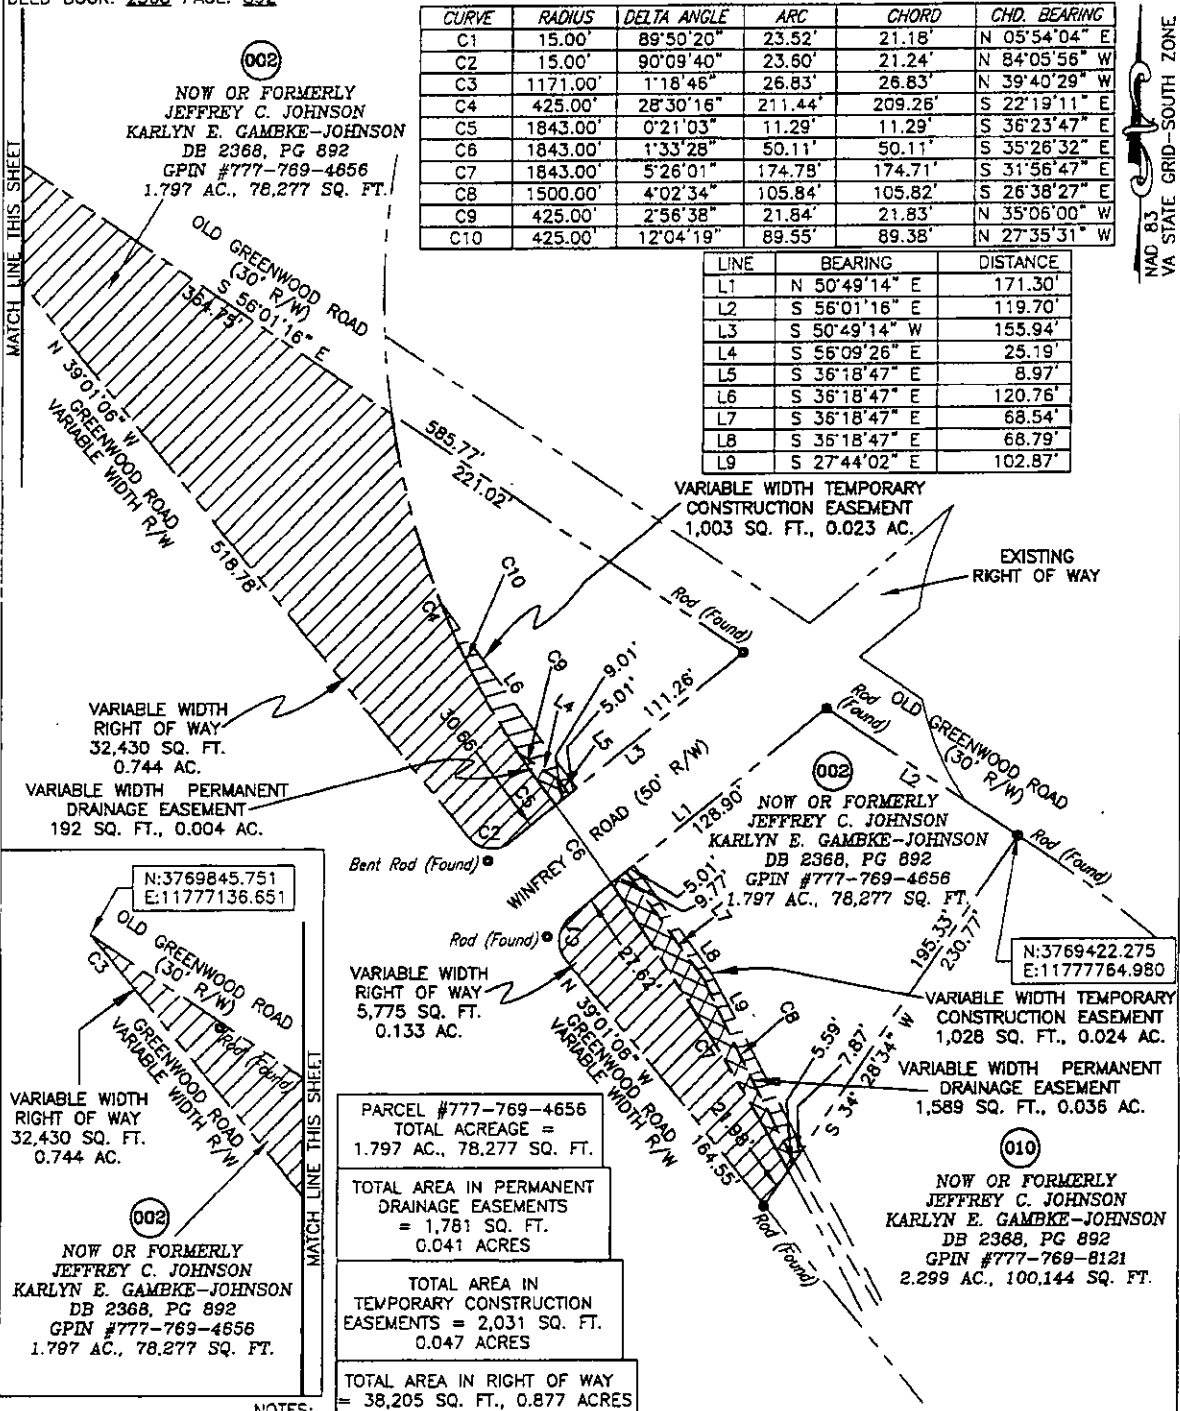 DEED BOOK: 2368 PAGE: 892
CURVE RADIUS DELTA ANGLE ARC CHORD CHD. BEARING
C1 15.00' 89°50'20" 23.52' 21.18' N 05°54'04" E
C2 15.00' 90°09'40" 23.60' 21.24' N 84°05'56" W
C3 1171.00' 1°18'46" 26.83' 26.83' N 39°40'29" W
C4 425.00' 28°30'16" 211.44' 209.26' S 22°19'11" E
C5 1843.00' 0°21'03" 11.29' 11.29' S 36°23'47" E
C6 1843.00' 1°33'28" 50.11' 50.11' S 35°26'32" E
C7 1843.00' 5°26'01" 174.78' 174.71' S 31°56'47" E
C8 1500.00' 4°02'34" 105.84' 105.82' S 26°38'27" E
C9 425.00' 2°56'38" 21.84' 21.83' N 35°06'00" W
C10 425.00' 12°04'19" 89.55' 89.38' N 27°35'31" W
LINE BEARING DISTANCE
L1 N 50°49'14" E 171.30'
L2 S 56°01'16" E 119.70'
L3 S 50°49'14" W 155.94'
L4 S 56°09'26" E 25.19'
L5 S 36°18'47" E 8.97'
L6 S 36°18'47" E 120.76'
L7 S 36°18'47" E 68.54'
L8 S 36°18'47" E 68.79'
L9 S 27°44'02" E 102.87'
NAD 83
VA STATE GRID-SOUTH ZONE
002
NOW OR FORMERLY
JEFFREY C. JOHNSON
KARLYN E. GAMBKE-JOHNSON
DB 2368, PG 892
GPIN #777-769-4656
1.797 AC., 78,277 SQ. FT.
MATCH LINE THIS SHEET
OLD GREENWOOD ROAD
(30' R/W)
S 56°01'16" E
364.75'
N 39°01'06" W
GREENWOOD ROAD
VARIABLE WIDTH R/W
518.78'
585.77'
221.02'
VARIABLE WIDTH TEMPORARY
CONSTRUCTION EASEMENT
1,003 SQ. FT., 0.023 AC.
EXISTING
RIGHT OF WAY
Rod (Found)
C10
C4
L6
C9
L4
9.01'
5.01'
L5
111.26'
L3
30.66
C5
C2
VARIABLE WIDTH
RIGHT OF WAY
32,430 SQ. FT.
0.744 AC.
VARIABLE WIDTH PERMANENT
DRAINAGE EASEMENT
192 SQ. FT., 0.004 AC.
Bent Rod (Found)
WINFREY ROAD (50' R/W)
C6
L1
128.90'
Rod
(Found)
OLD GREENWOOD ROAD
(30' R/W)
L2
Rod (Found)
002
NOW OR FORMERLY
JEFFREY C. JOHNSON
KARLYN E. GAMBKE-JOHNSON
DB 2368, PG 892
GPIN #777-769-4656
1.797 AC., 78,277 SQ. FT.
N:3769422.275
E:11777764.980
195.33'
230.77'
S 34°28'34" W
5.01'
9.77'
L7
L8
L9
C8
5.59'
7.87'
27.62'
C7
21.98'
Rod (Found)
VARIABLE WIDTH
RIGHT OF WAY
5,775 SQ. FT.
0.133 AC.
N 39°01'06" W
GREENWOOD ROAD
VARIABLE WIDTH R/W
164.55'
Rod (Found)
VARIABLE WIDTH TEMPORARY
CONSTRUCTION EASEMENT
1,028 SQ. FT., 0.024 AC.
VARIABLE WIDTH PERMANENT
DRAINAGE EASEMENT
1,589 SQ. FT., 0.036 AC.
010
NOW OR FORMERLY
JEFFREY C. JOHNSON
KARLYN E. GAMBKE-JOHNSON
DB 2368, PG 892
GPIN #777-769-8121
2.299 AC., 100,144 SQ. FT.
N:3769845.751
E:11777136.651
OLD GREENWOOD ROAD
(30' R/W)
C3
Rod (Found)
GREENWOOD ROAD
VARIABLE WIDTH R/W
MATCH LINE THIS SHEET
VARIABLE WIDTH
RIGHT OF WAY
32,430 SQ. FT.
0.744 AC.
002
NOW OR FORMERLY
JEFFREY C. JOHNSON
KARLYN E. GAMBKE-JOHNSON
DB 2368, PG 892
GPIN #777-769-4656
1.797 AC., 78,277 SQ. FT.
PARCEL #777-769-4656
TOTAL ACREAGE =
1.797 AC., 78,277 SQ. FT.
TOTAL AREA IN PERMANENT
DRAINAGE EASEMENTS
= 1,781 SQ. FT.
0.041 ACRES
TOTAL AREA IN
TEMPORARY CONSTRUCTION
EASEMENTS = 2,031 SQ. FT.
0.047 ACRES
TOTAL AREA IN RIGHT OF WAY
= 38,205 SQ. FT., 0.877 ACRES
NOTES: